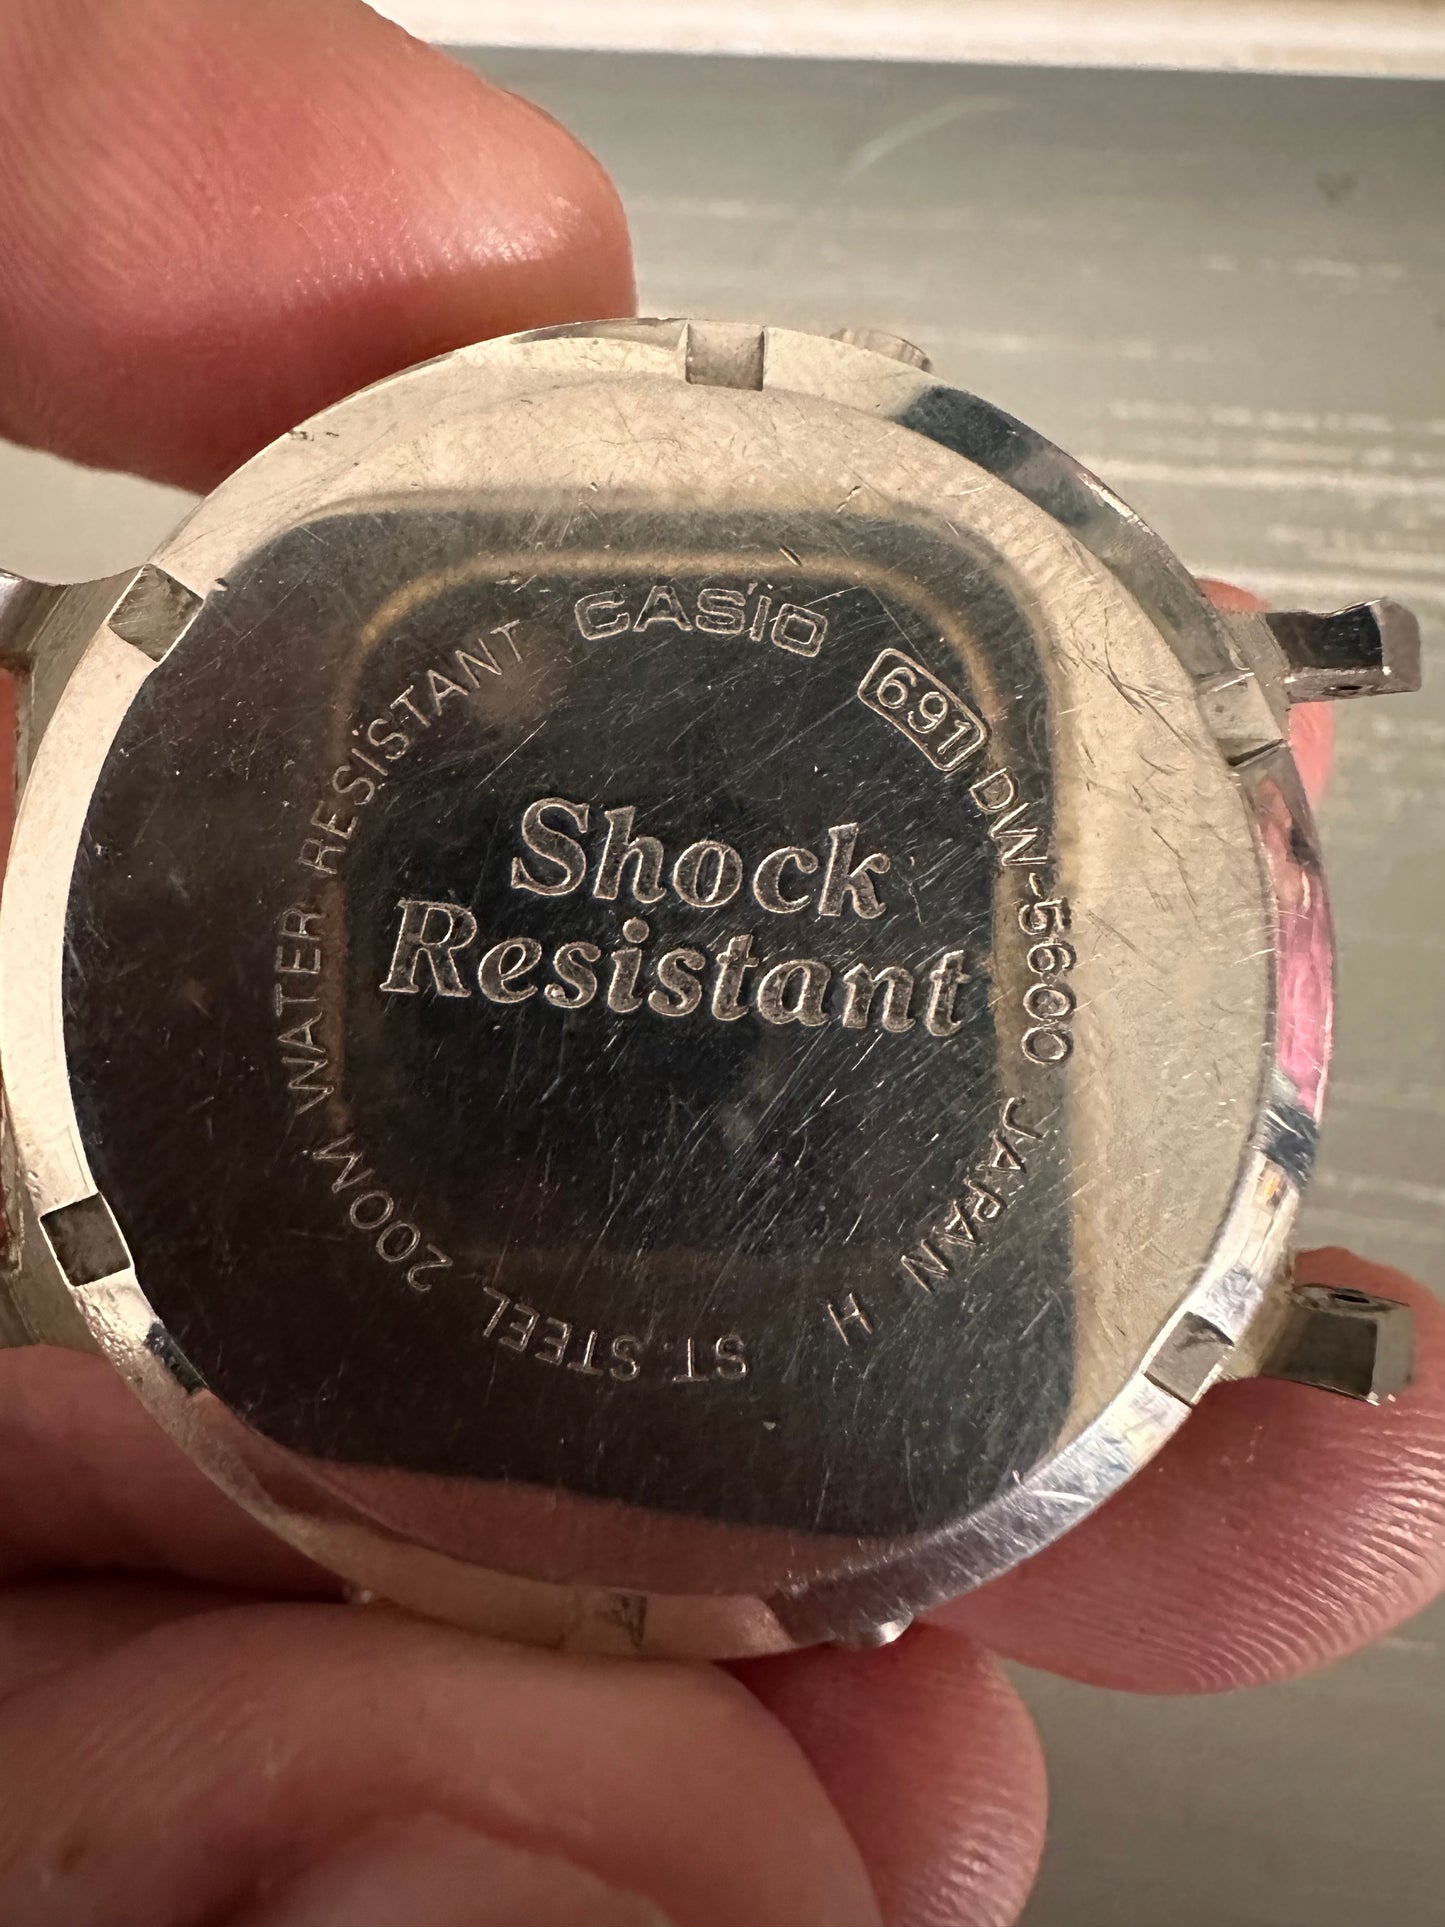 CASIO
691
DW-5600 JAPAN H
ST. STEEL 200M WATER RESISTANT
Shock
Resistant